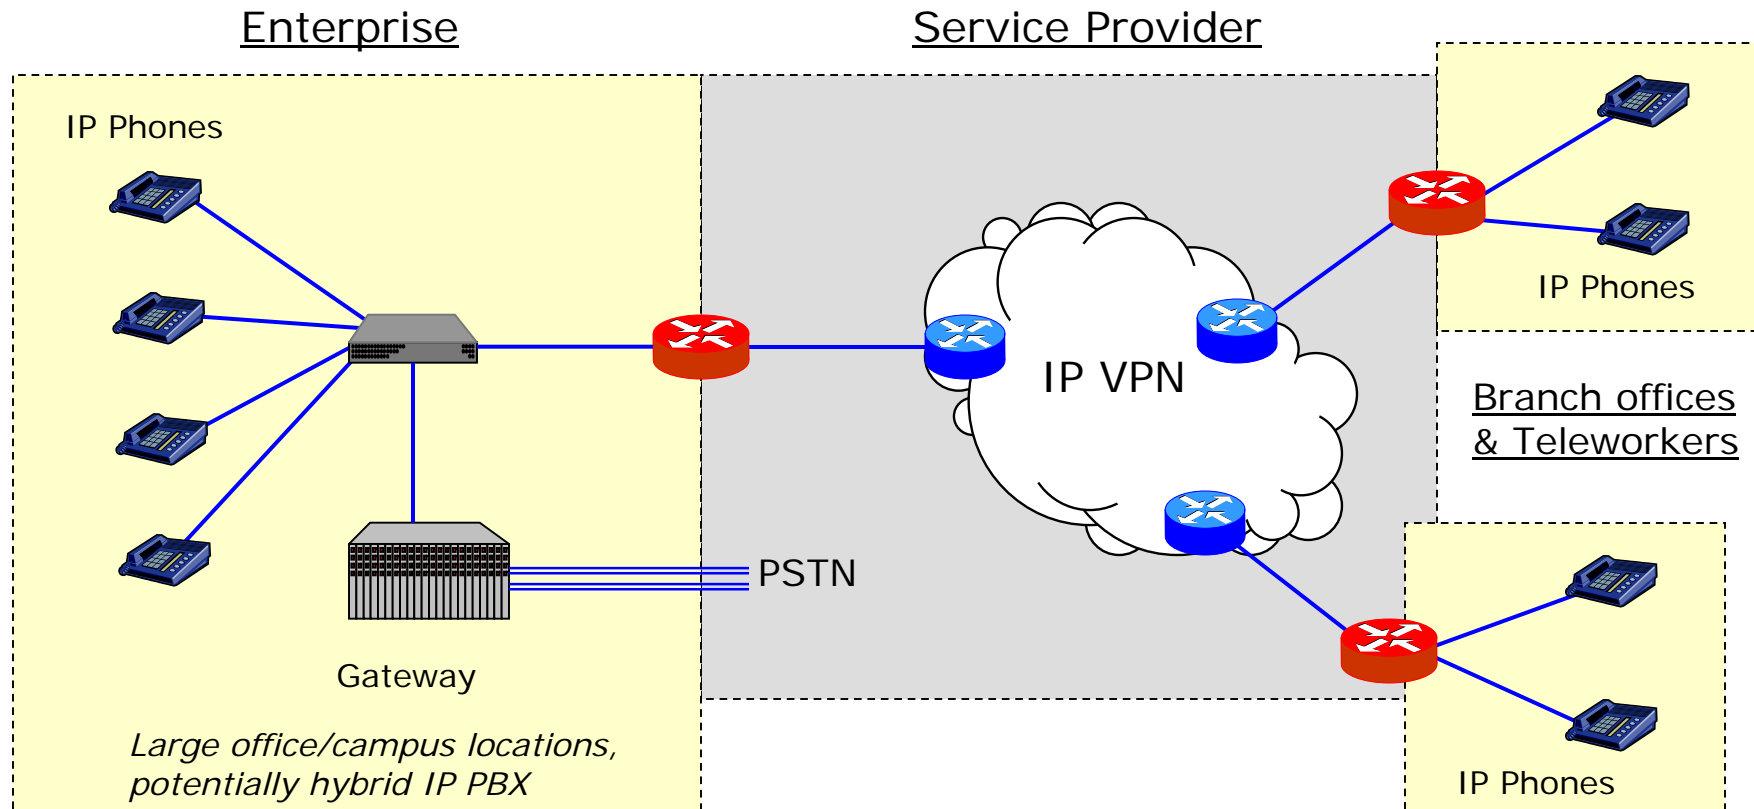 Enterprise
Service Provider
IP Phones
IP Phones
IP VPN
Branch offices
& Teleworkers
PSTN
Gateway
Large office/campus locations,
potentially hybrid IP PBX
IP Phones